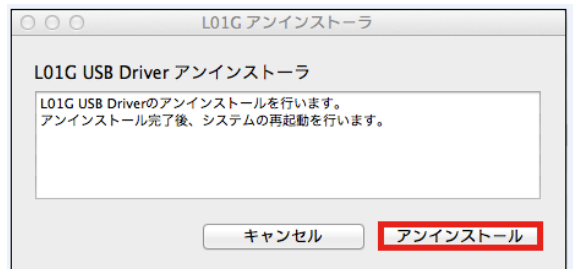 L01G アンインストーラ
L01G USB Driver アンインストーラ
L01G USB Driverのアンインストールを行います。
アンインストール完了後、システムの再起動を行います。
キャンセル
アンインストール